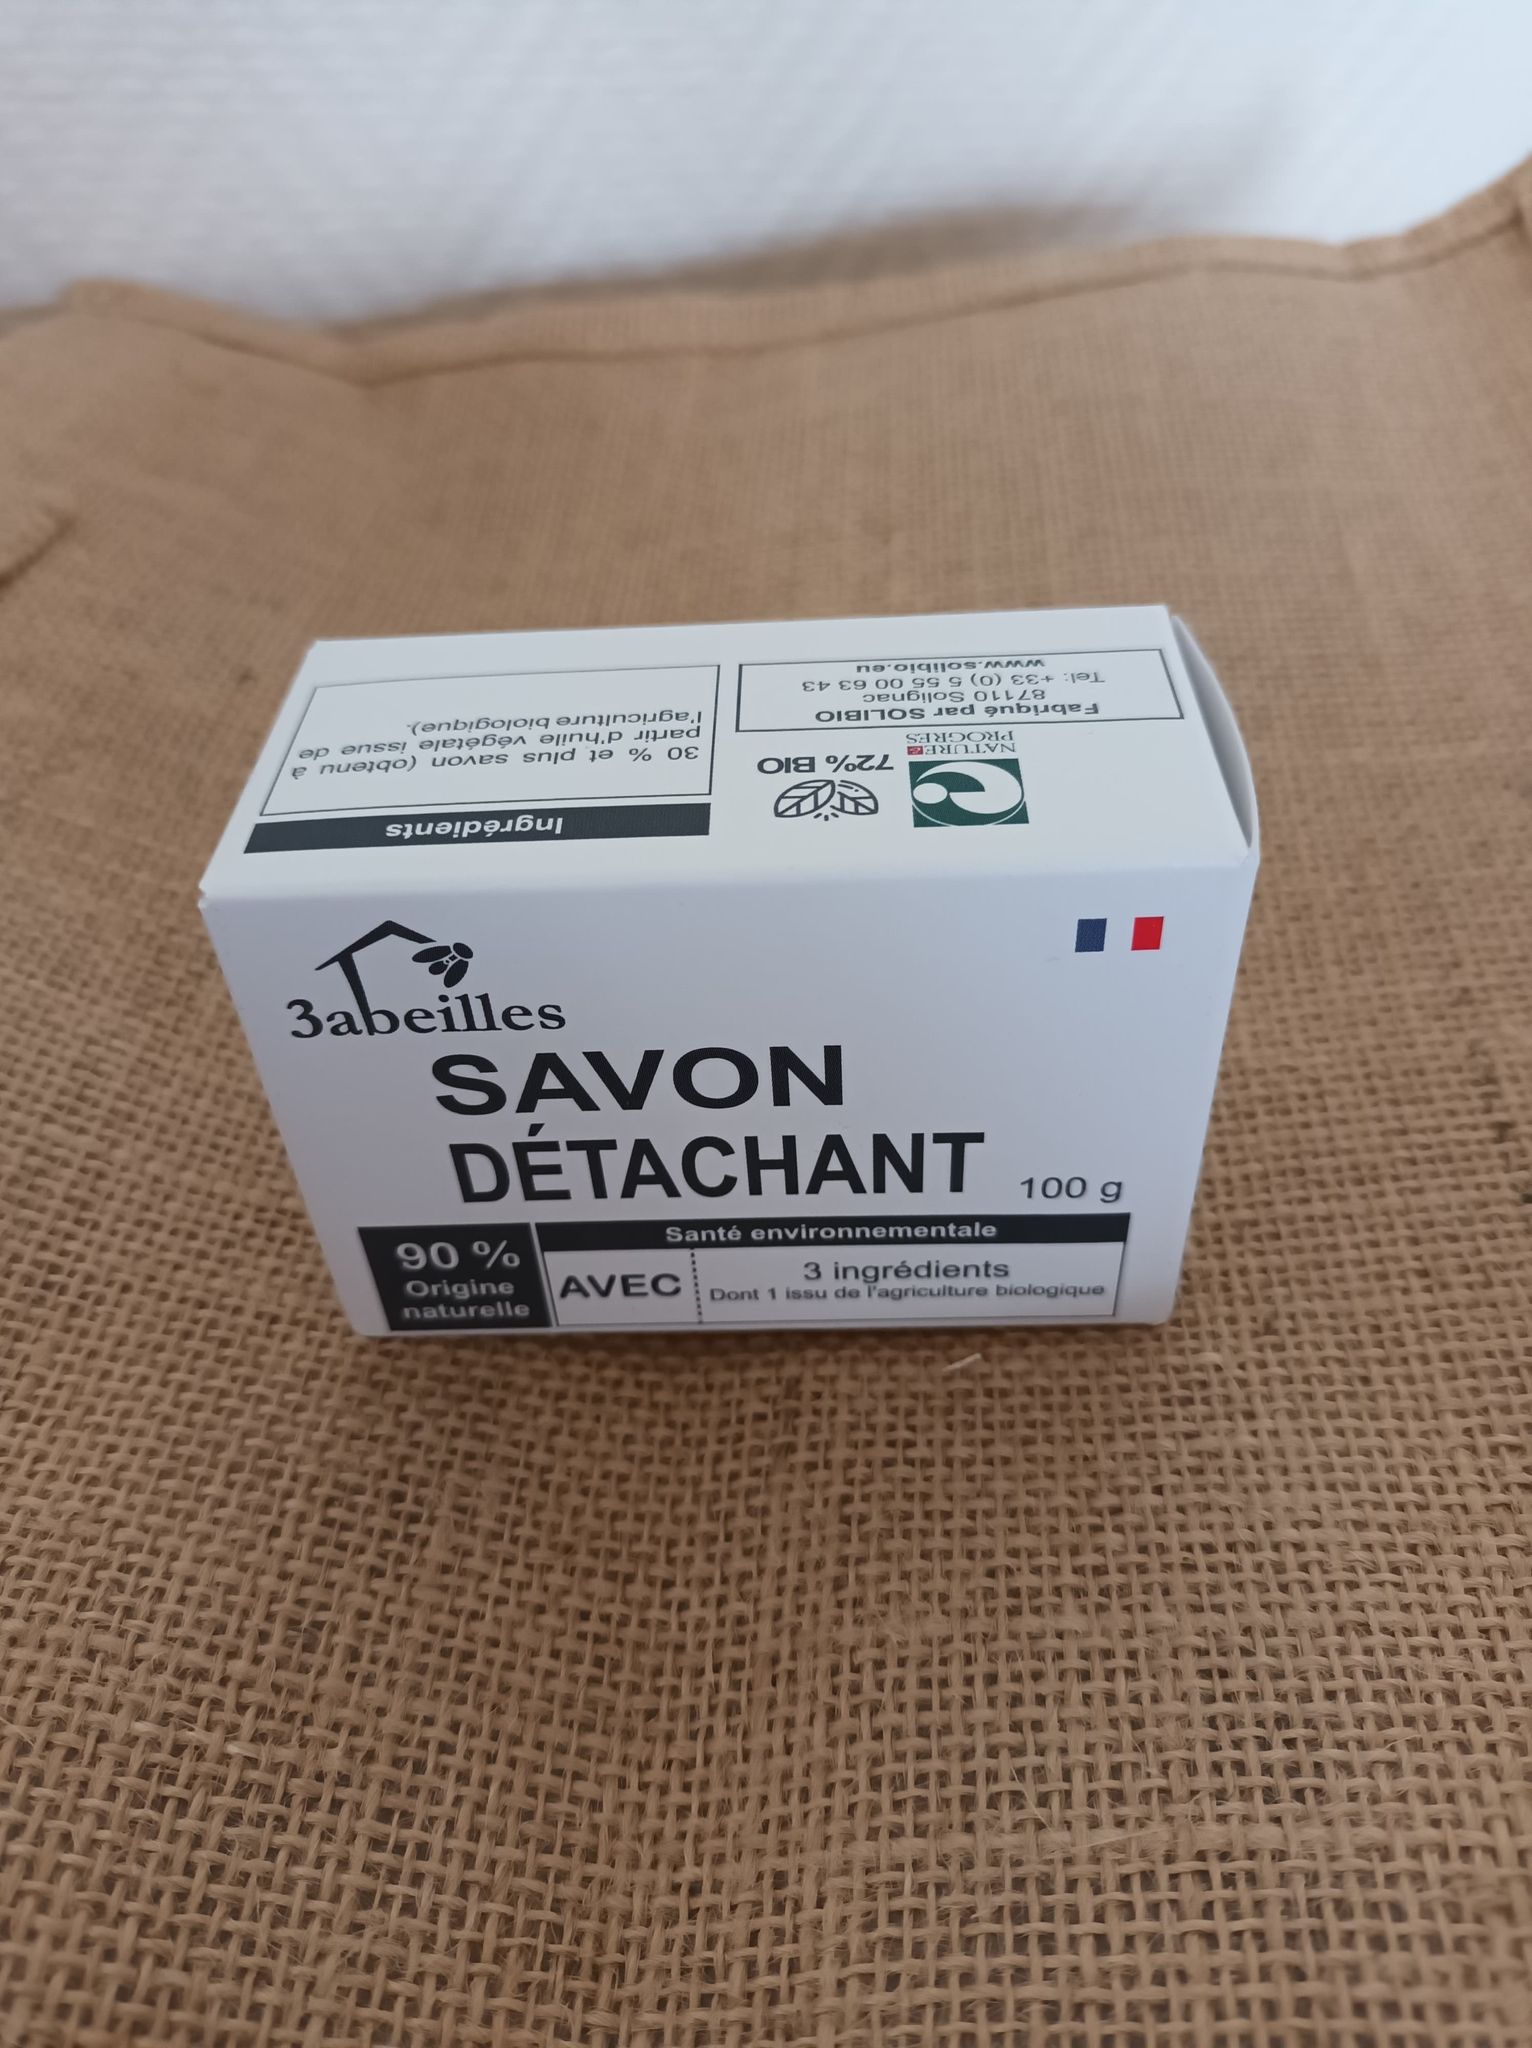 3abeilles
SAVON
DÉTACHANT
100 g
90 %
Origine
naturelle
Santé environnementale
AVEC
3 ingrédients
Dont 1 issu de l'agriculture biologique
NATURE & PROGRES
72% BIO
Fabriqué par SOLIBIO
87110 Solignac
Tel: +33 (0) 5 55 00 63 43
www.solibio.eu
Ingrédients
30 % et plus savon (obtenu à
partir d'huile végétale issue de
l'agriculture biologique).